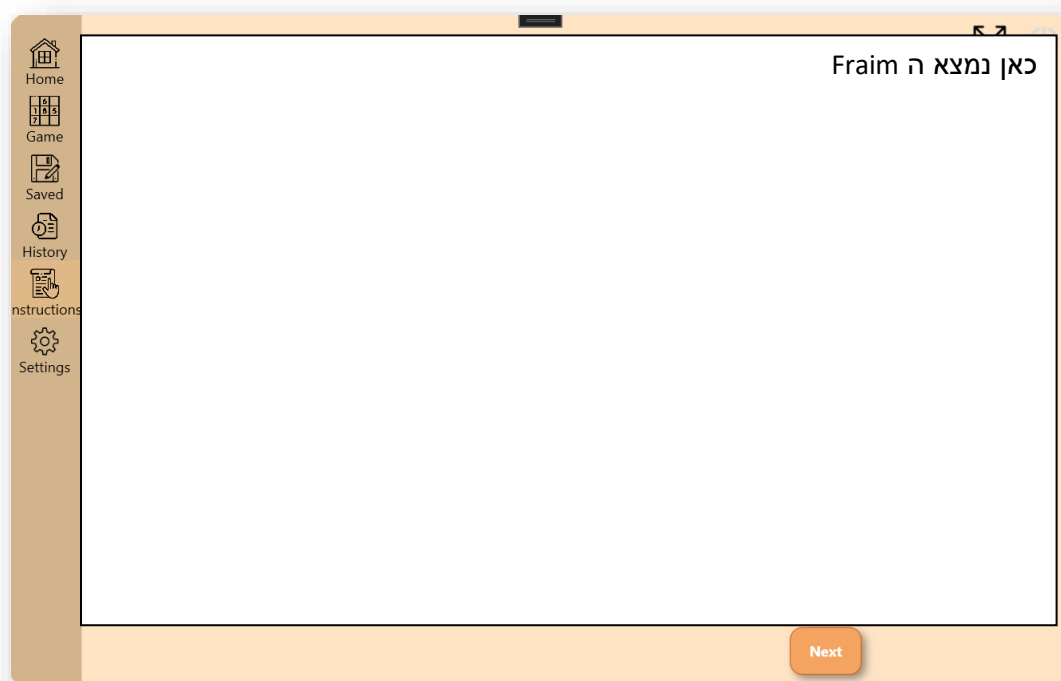 כאן נמצא ה Fraim
Home
Game
Saved
History
nstructions
Settings
Next